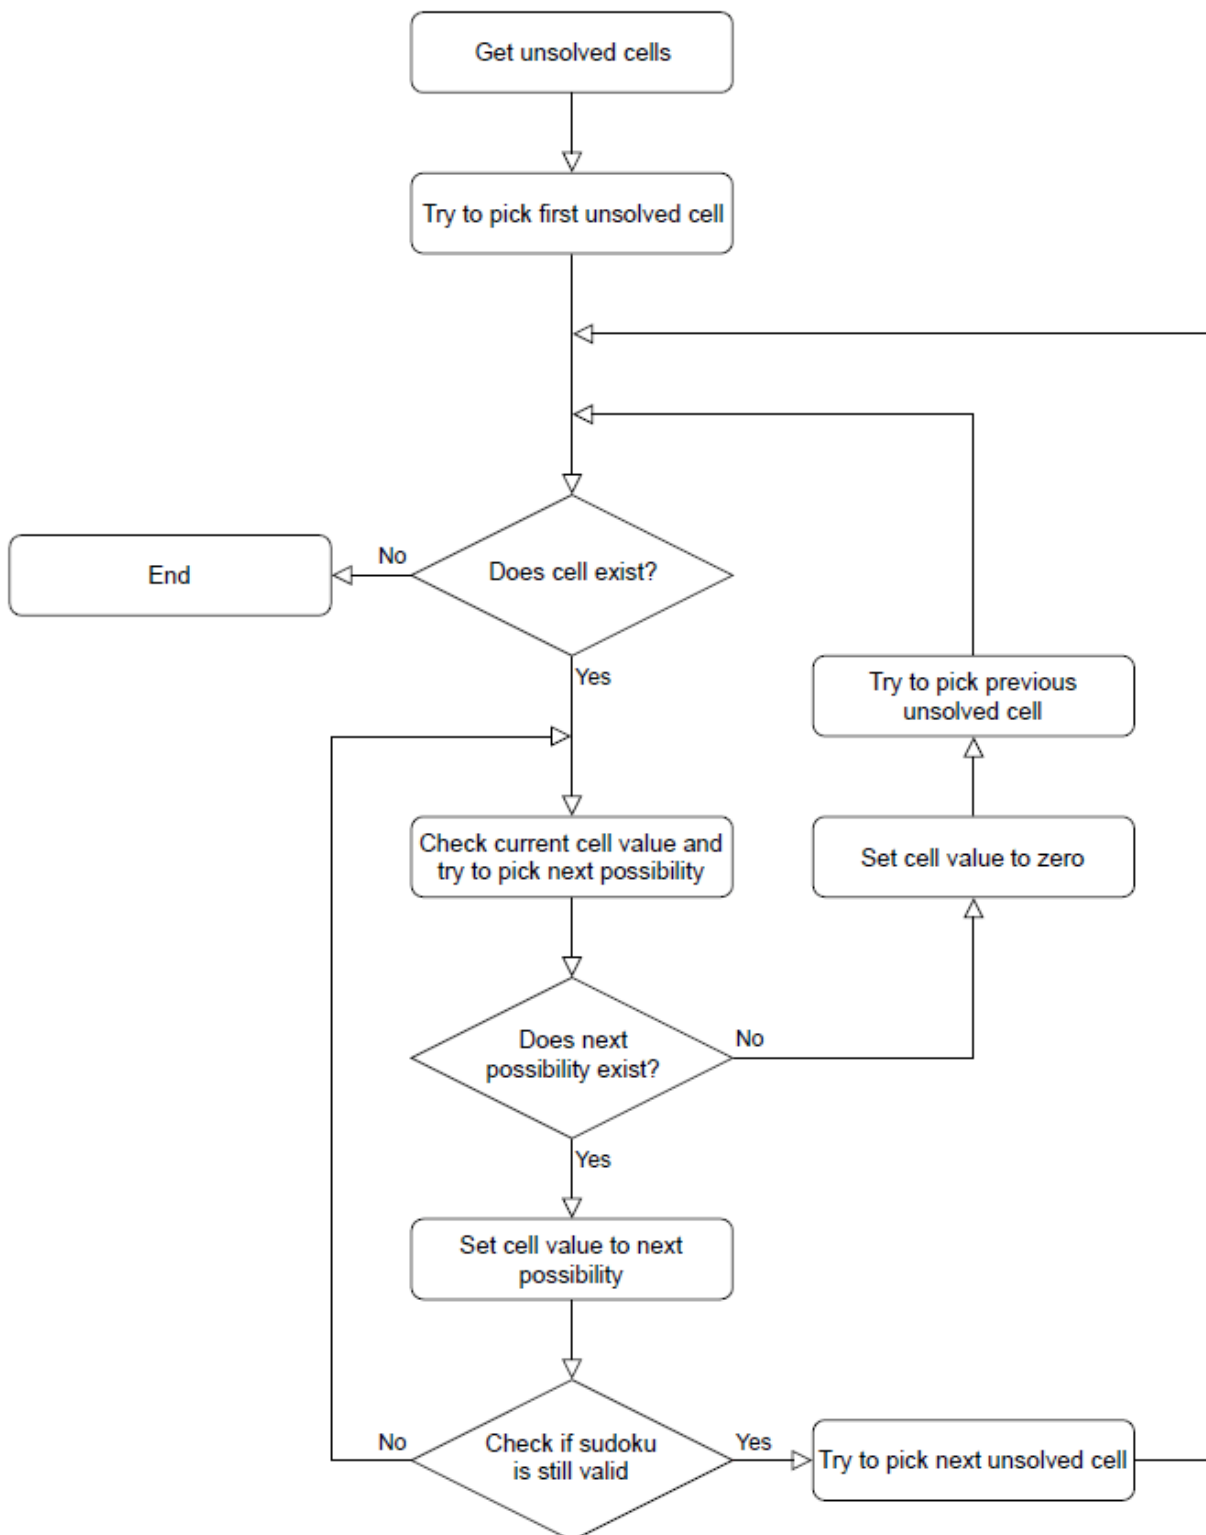 Get unsolved cells
Try to pick first unsolved cell
No
Does cell exist?
End
Yes
Try to pick previous
unsolved cell
Check current cell value and
try to pick next possibility
Set cell value to zero
Does next
possibility exist?
No
Yes
Set cell value to next
possibility
No
Check if sudoku
is still valid
Yes
Try to pick next unsolved cell